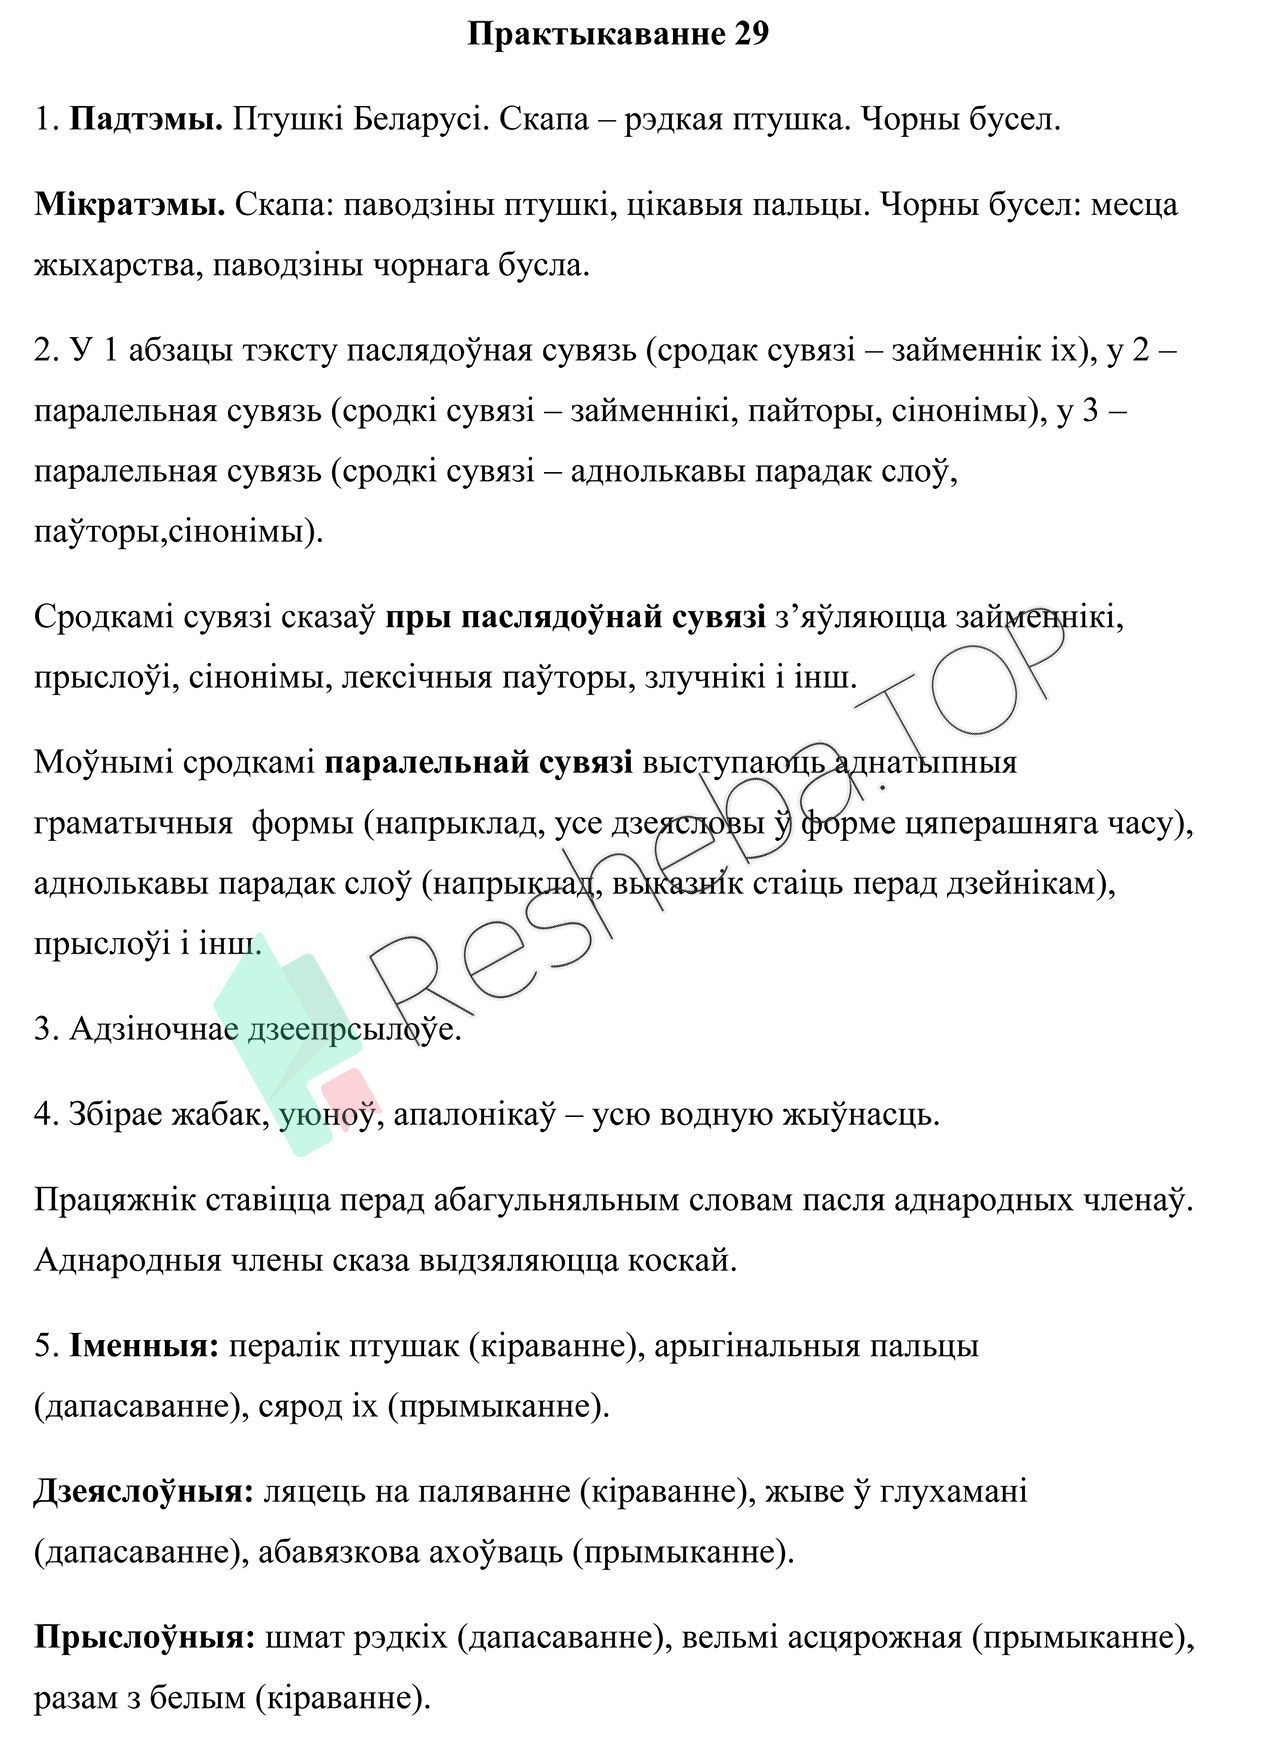 Практыкаванне 29
1. Падтэмы. Птушкі Беларусі. Скапа – рэдкая птушка. Чорны бусел.
Мікратэмы. Скапа: паводзіны птушкі, цікавыя пальцы. Чорны бусел: месца
жыхарства, паводзіны чорнага бусла.
2. У 1 абзацы тэксту паслядоўная сувязь (сродак сувязі – займеннік іх), у 2 –
паралельная сувязь (сродкі сувязі – займеннікі, пайторы, сінонімы), у 3 –
паралельная сувязь (сродкі сувязі – аднолькавы парадак слоў,
паўторы,сінонімы).
Сродкамі сувязі сказаў пры паслядоўнай сувязі з’яўляюцца займеннікі,
прыслоўі, сінонімы, лексічныя паўторы, злучнікі і інш.
Моўнымі сродкамі паралельнай сувязі выступаюць аднатыпныя
граматычныя  формы (напрыклад, усе дзеясловы ў форме цяперашняга часу),
аднолькавы парадак слоў (напрыклад, выказнік стаіць перад дзейнікам),
прыслоўі і інш.
Resheba.TOP
3. Адзіночнае дзеепрсылоўе.
4. Збірае жабак, уюноў, апалонікаў – усю водную жыўнасць.
Працяжнік ставіцца перад абагульняльным словам пасля аднародных членаў.
Аднародныя члены сказа выдзяляюцца коскай.
5. Іменныя: пералік птушак (кіраванне), арыгінальныя пальцы
(дапасаванне), сярод іх (прымыканне).
Дзеяслоўныя: ляцець на паляванне (кіраванне), жыве ў глухамані
(дапасаванне), абавязкова ахоўваць (прымыканне).
Прыслоўныя: шмат рэдкіх (дапасаванне), вельмі асцярожная (прымыканне),
разам з белым (кіраванне).